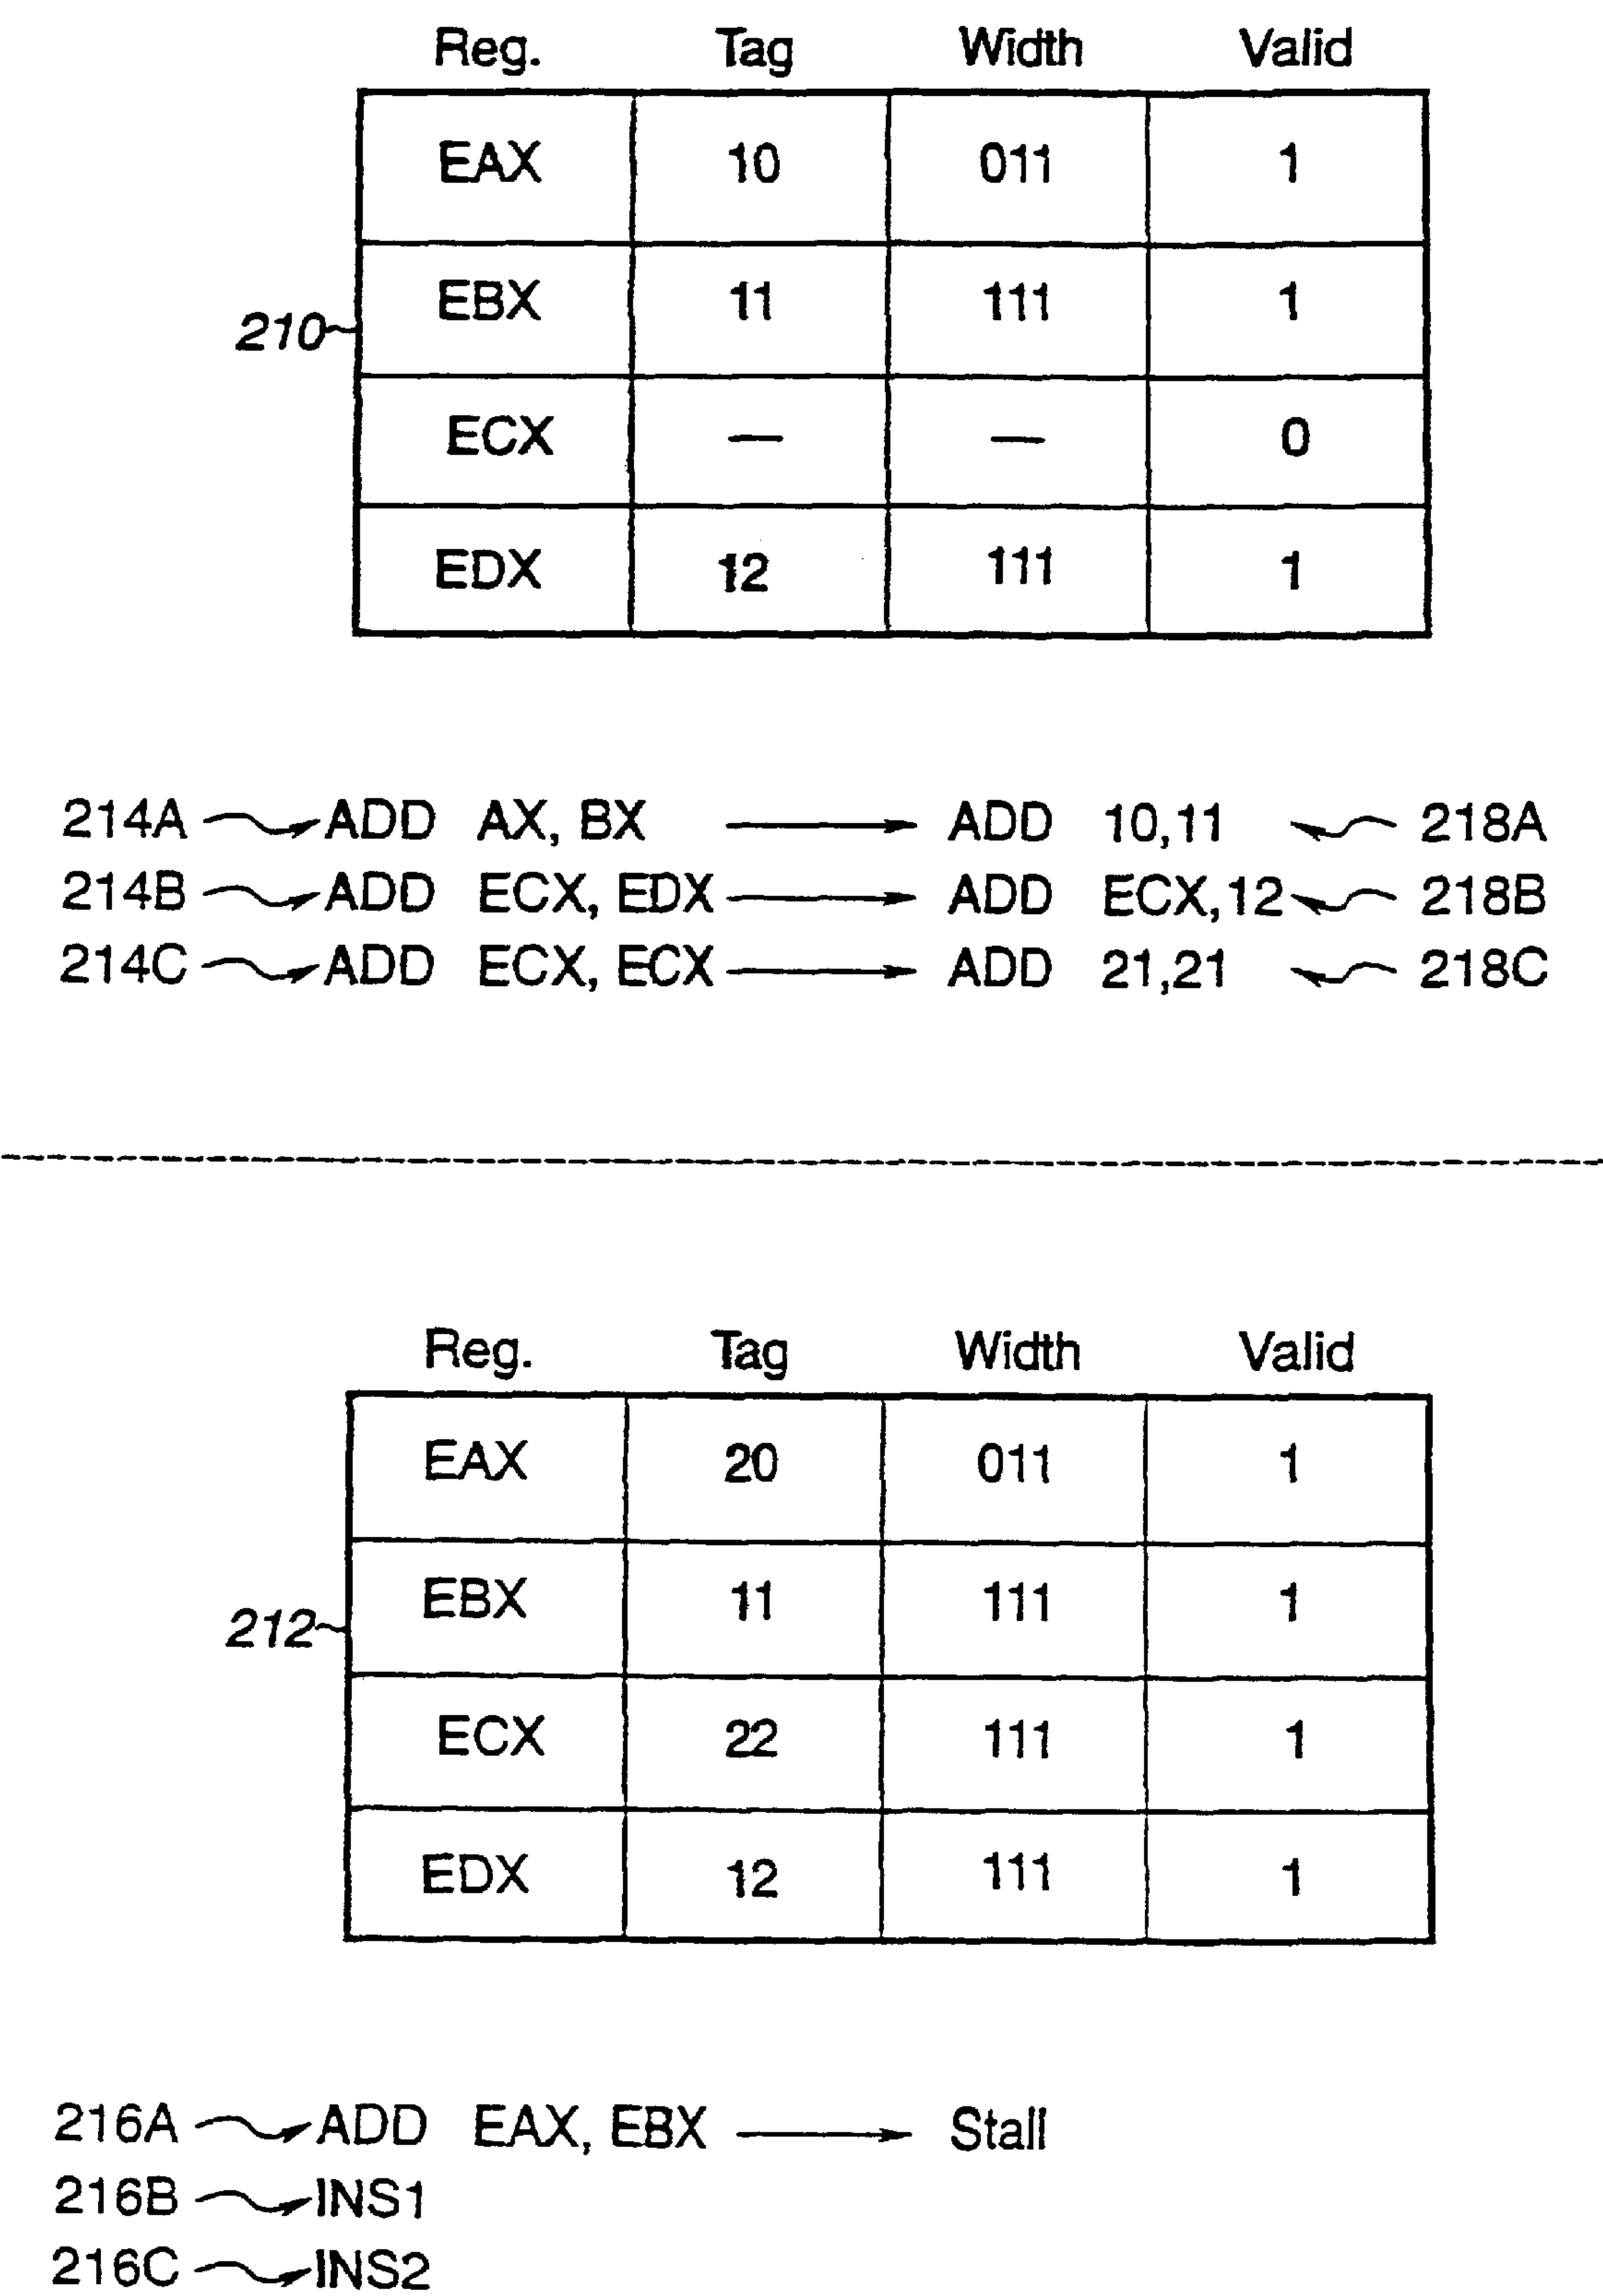 Reg. Tag Width Valid
EAX 10 011 1
EBX 11 111 1
210
ECX — — 0
EDX 12 111 1
214A ADD AX, BX ADD 10,11 218A
214B ADD ECX, EDX ADD ECX,12 218B
214C ADD ECX, ECX ADD 21,21 218C
Reg. Tag Width Valid
EAX 20 011 1
EBX 11 111 1
212
ECX 22 111 1
EDX 12 111 1
216A ADD EAX, EBX Stall
216B INS1
216C INS2